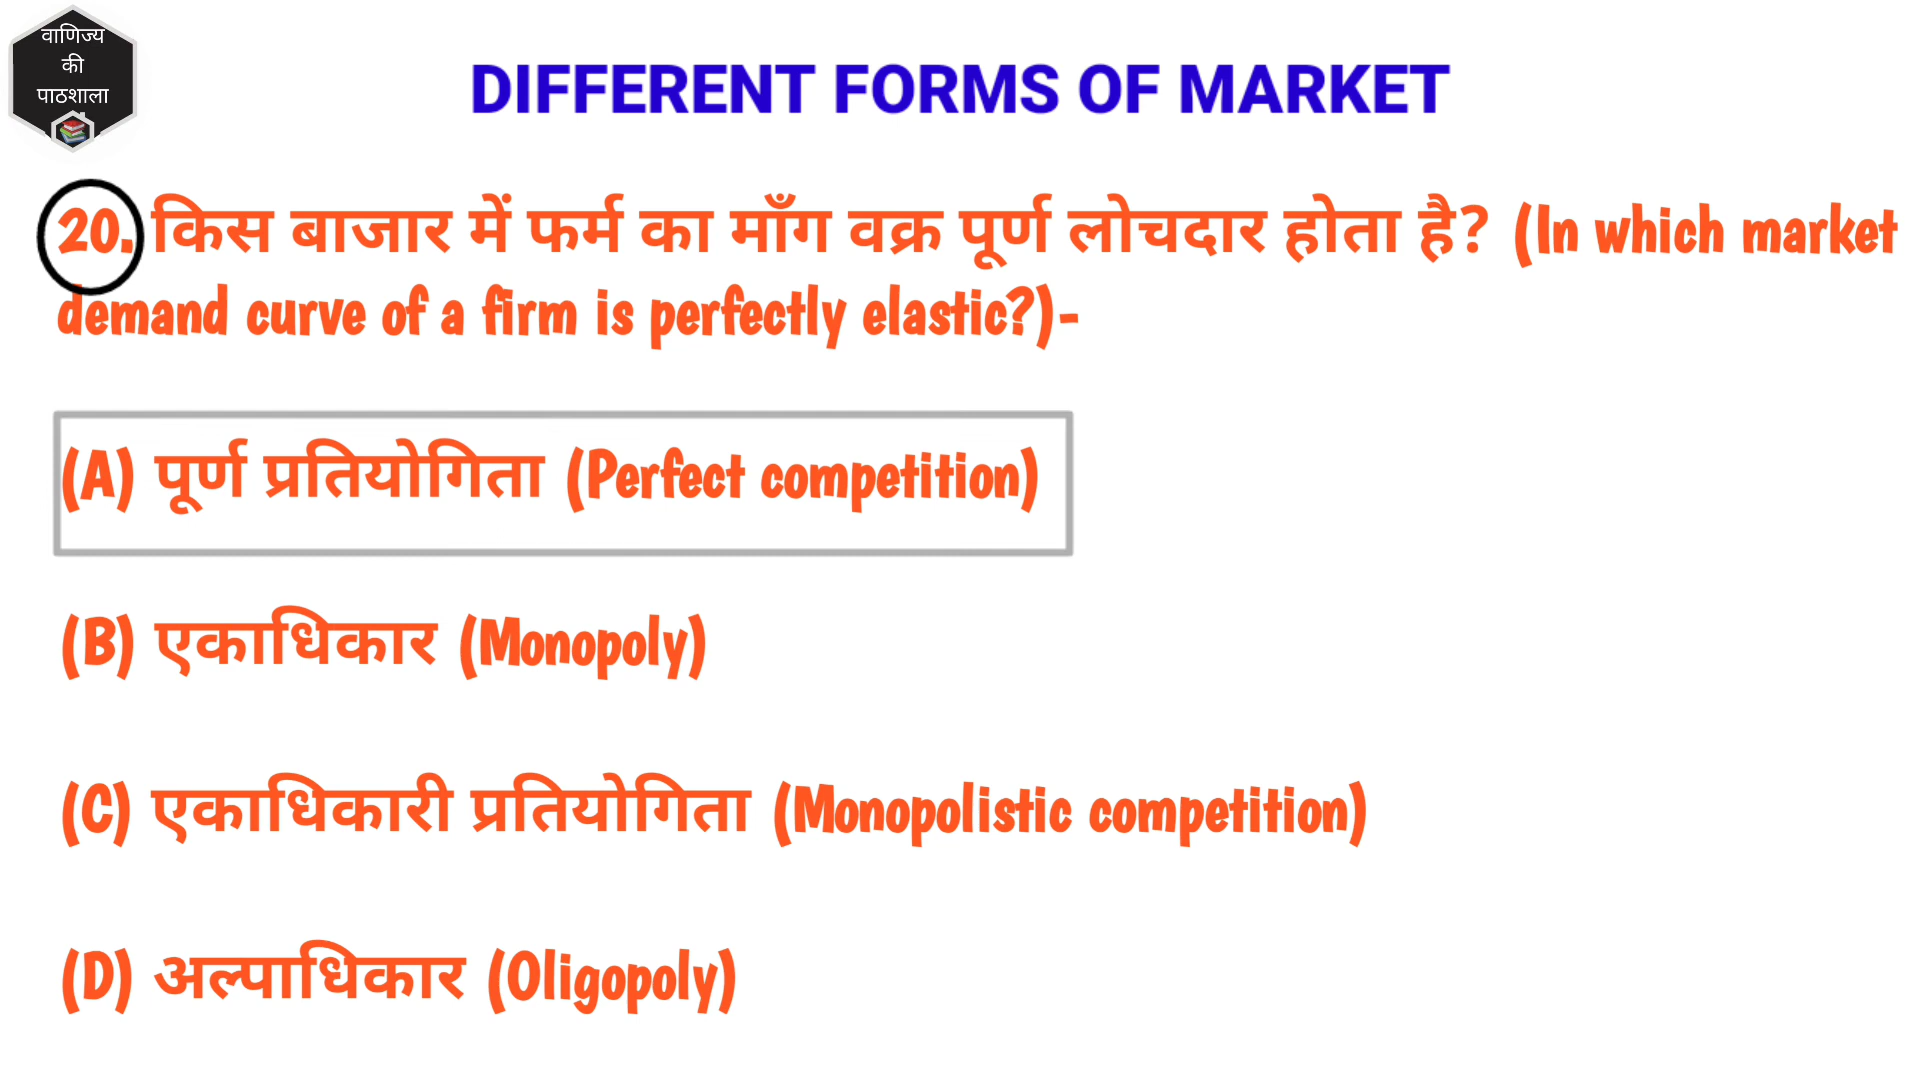 वाणिज्य
की
पाठशाला
DIFFERENT FORMS OF MARKET
20. किस बाजार में फर्म का माँग वक्र पूर्ण लोचदार होता है? (In which market
demand curve of a firm is perfectly elastic?)-
(A) पूर्ण प्रतियोगिता (Perfect competition)
(B) एकाधिकार (Monopoly)
(C) एकाधिकारी प्रतियोगिता (Monopolistic competition)
(D) अल्पाधिकार (Oligopoly)